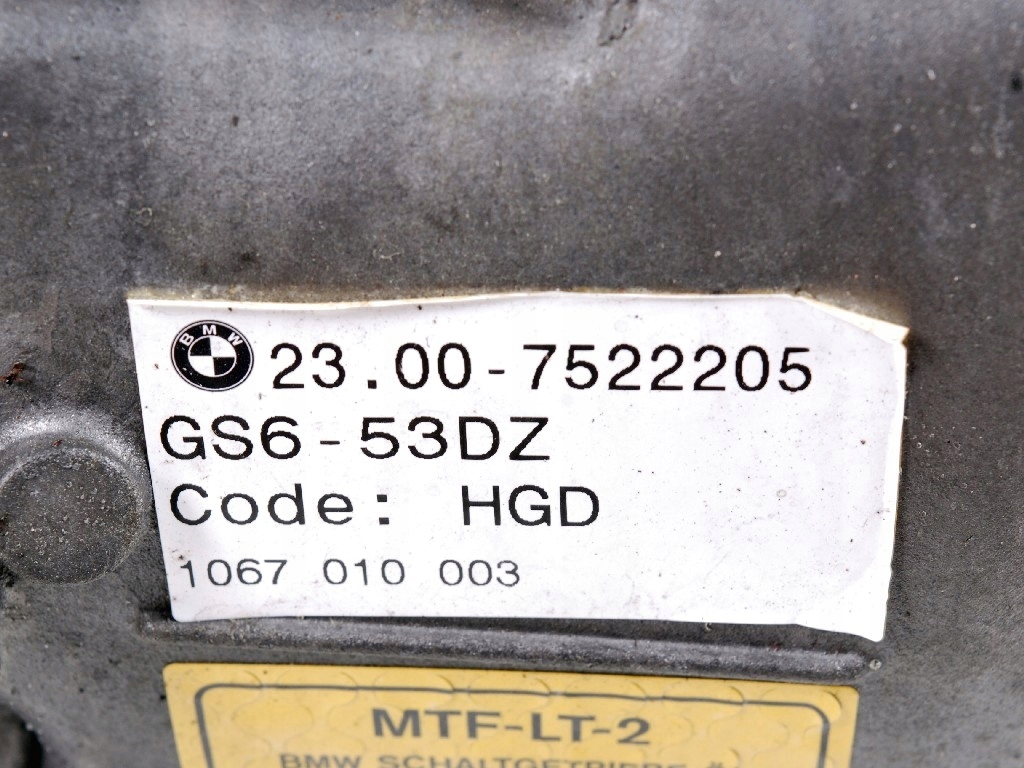 BMW 23.00-7522205
GS6-53DZ
Code: HGD
1067 010 003
MTF-LT-2
BMW SCHALTGETRIEBE